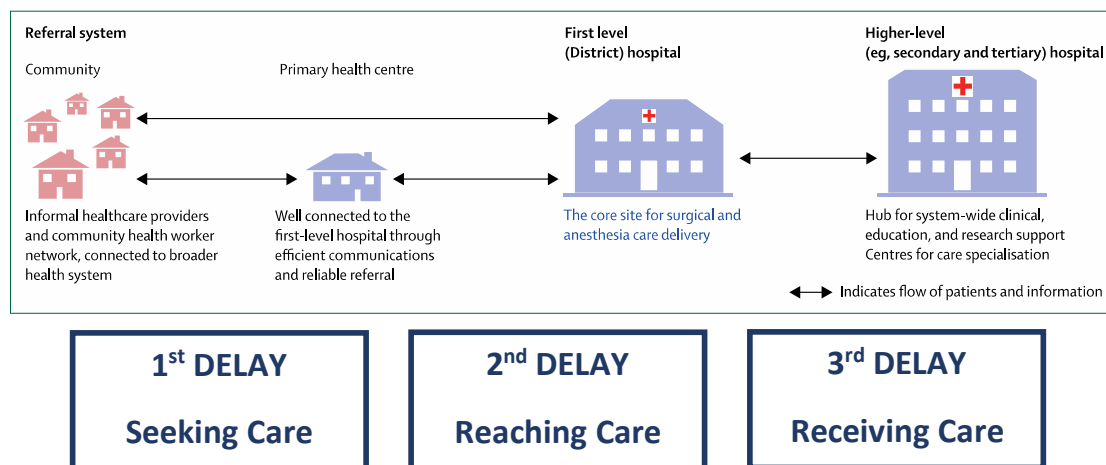 Referral system
Community
Primary health centre
First level
(District) hospital
Higher-level
(eg, secondary and tertiary) hospital
Informal healthcare providers
and community health worker
network, connected to broader
health system
Well connected to the
first-level hospital through
efficient communications
and reliable referral
The core site for surgical and
anesthesia care delivery
Hub for system-wide clinical,
education, and research support
Centres for care specialisation
Indicates flow of patients and information
1st DELAY
Seeking Care
2nd DELAY
Reaching Care
3rd DELAY
Receiving Care